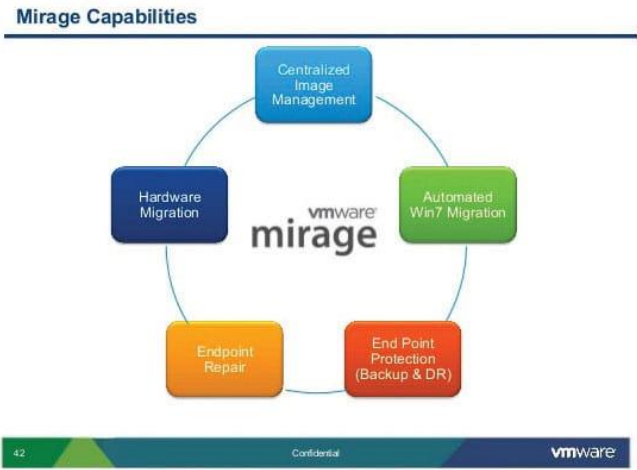 Mirage Capabilities
Centralized
Image
Management
Hardware
Migration
Automated
Win7 Migration
vmware
mirage
Endpoint
Repair
End Point
Protection
(Backup & DR)
42
Confidential
vmware